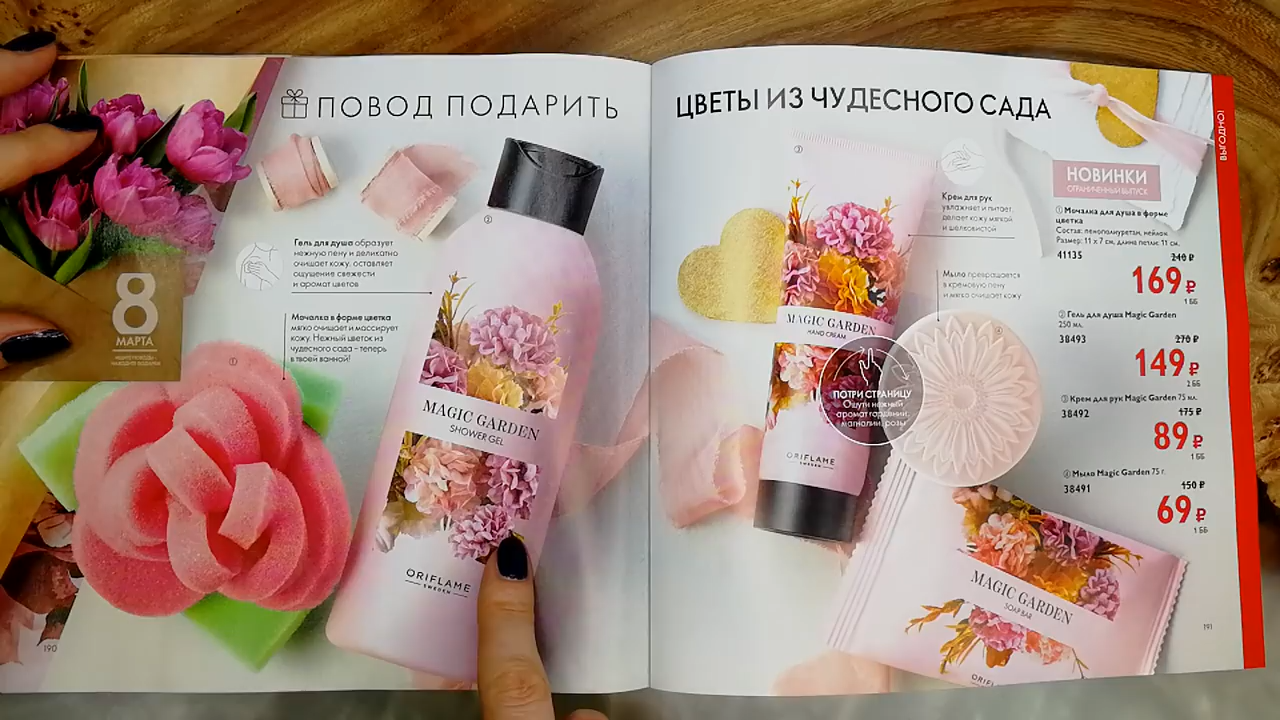 ПОВОД ПОДАРИТЬ
Гель для душа образует
нежную пену и деликатно
очищает кожу, оставляет
ощущение свежести
и аромат цветов
Мочалка в форме цветка
мягко очищает и массирует
кожу. Нежный цветок из
чудесного сада – теперь
в твоей ванной!
8
МАРТА
①
②
MAGIC GARDEN
SHOWER GEL
ORIFLAME
SWEDEN
190
ЦВЕТЫ ИЗ ЧУДЕСНОГО САДА
③
Крем для рук
увлажняет и питает,
делает кожу мягкой
и шелковистой
Мыло превращается
в кремовую пену
и мягко очищает кожу
④
MAGIC GARDEN
HAND CREAM
ПОТРИ СТРАНИЦУ
Ощути нежный
аромат гардении,
магнолии, розы
ORIFLAME
SWEDEN
MAGIC GARDEN
SOAP BAR
ORIFL
ВЫГОДНО!
НОВИНКИ
ОГРАНИЧЕННЫЙ ВЫПУСК
① Мочалка для душа в форме
цветка
Состав: пенополиуретан, нейлон
Размер: 11 x 7 см, длина петли: 11 см.
41135 240 ₽
169 ₽
1 ББ
② Гель для душа Magic Garden
250 мл.
38493 270 ₽
149 ₽
2 ББ
③ Крем для рук Magic Garden 75 мл.
38492 175 ₽
89 ₽
1 ББ
④ Мыло Magic Garden 75 г.
38491 150 ₽
69 ₽
1 ББ
191